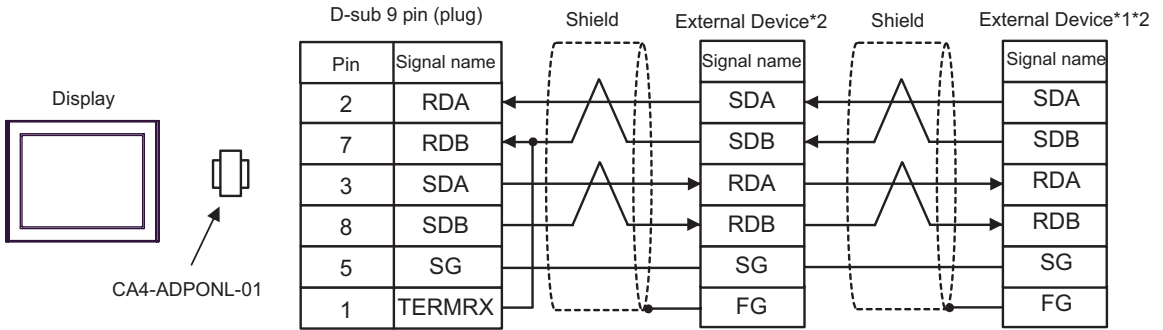 D-sub 9 pin (plug) Shield External Device*2 Shield External Device*1*2
Pin Signal name Signal name Signal name
Display
2 RDA SDA SDA
7 RDB SDB SDB
3 SDA RDA RDA
8 SDB RDB RDB
5 SG SG SG
CA4-ADPONL-01
1 TERMRX FG FG